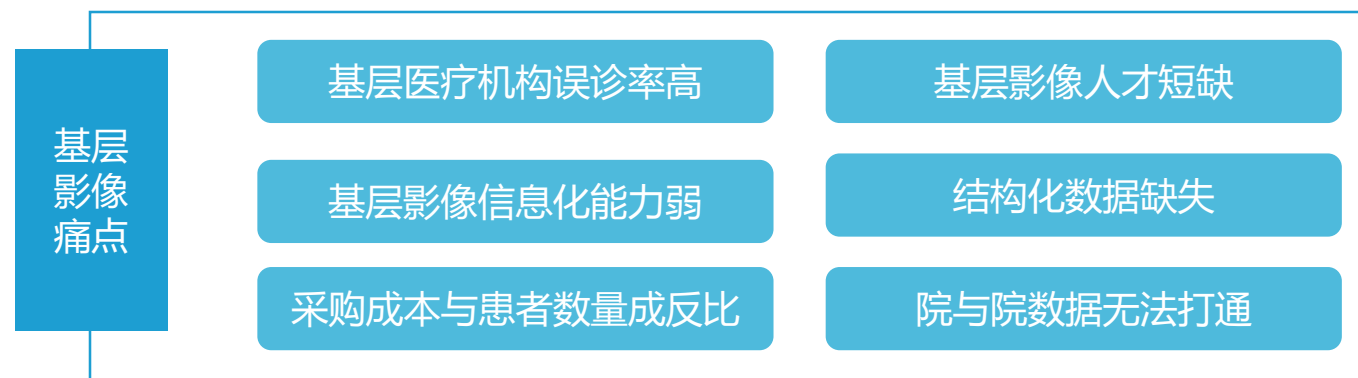 基层
影像
痛点
基层医疗机构误诊率高
基层影像人才短缺
基层影像信息化能力弱
结构化数据缺失
采购成本与患者数量成反比
院与院数据无法打通